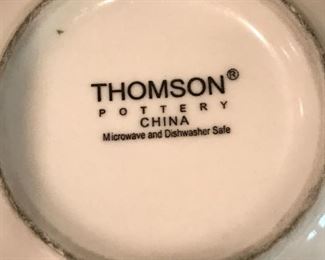 THOMSON®
POTTERY
CHINA
Microwave and Dishwasher Safe